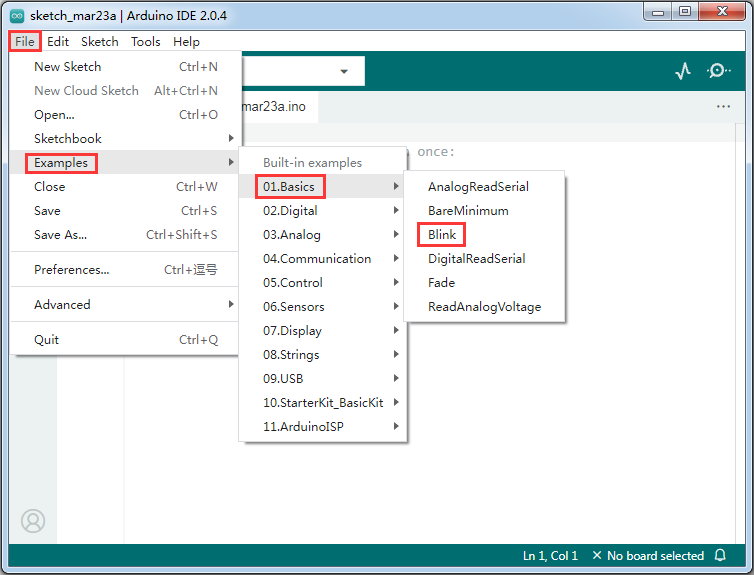 sketch_mar23a | Arduino IDE 2.0.4
File Edit Sketch Tools Help
New Sketch Ctrl+N
New Cloud Sketch Alt+Ctrl+N
Open... Ctrl+O
Sketchbook
Examples
Close Ctrl+W
Save Ctrl+S
Save As... Ctrl+Shift+S
Preferences... Ctrl+逗号
Advanced
Quit Ctrl+Q
mar23a.ino
once:
Built-in examples
01.Basics
02.Digital
03.Analog
04.Communication
05.Control
06.Sensors
07.Display
08.Strings
09.USB
10.StarterKit_BasicKit
11.ArduinoISP
AnalogReadSerial
BareMinimum
Blink
DigitalReadSerial
Fade
ReadAnalogVoltage
Ln 1, Col 1 No board selected